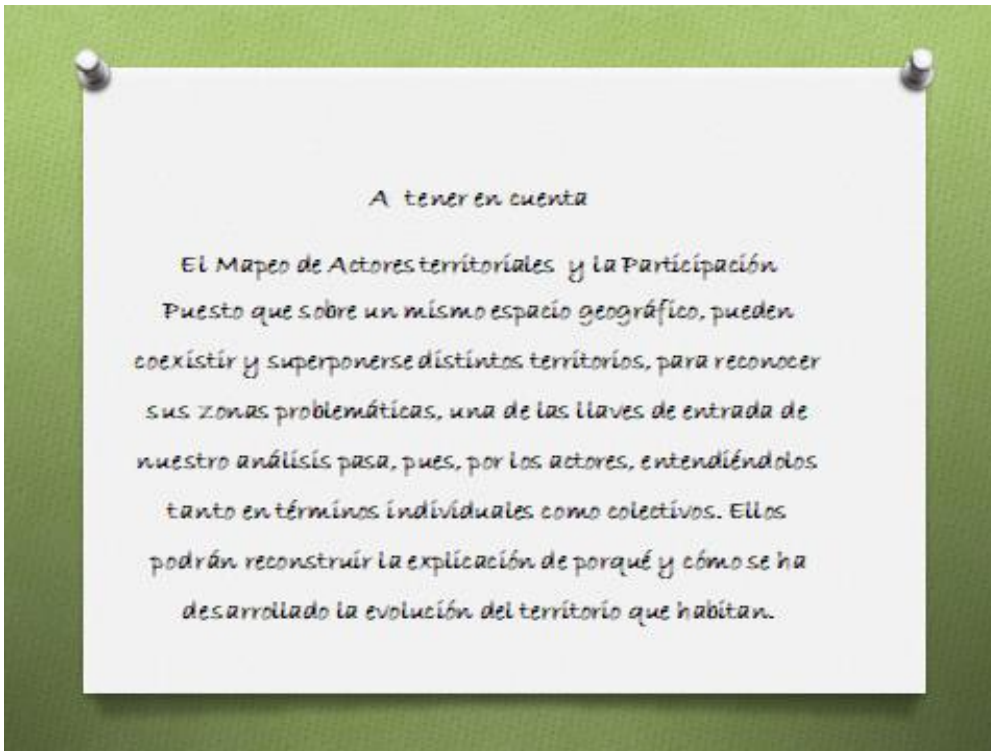 A tener en cuenta
El Mapeo de Actores territoriales y la Participación
Puesto que sobre un mismo espacio geográfico, pueden
coexistir y superponerse distintos territorios, para reconocer
sus zonas problemáticas, una de las llaves de entrada de
nuestro análisis pasa, pues, por los actores, entendiéndolos
tanto en términos individuales como colectivos. Ellos
podrán reconstruir la explicación de porqué y cómo se ha
desarrollado la evolución del territorio que habitan.